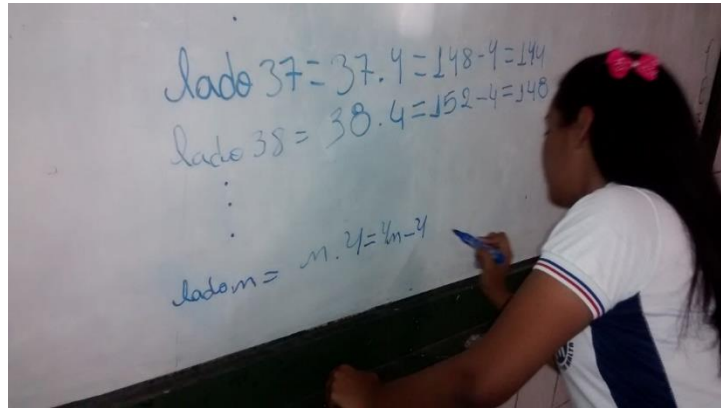 lado 37 = 37 . 4 = 148 - 4 = 144
lado 38 = 38 . 4 = 152 - 4 = 148
lado n = n . 4 = 4n - 4